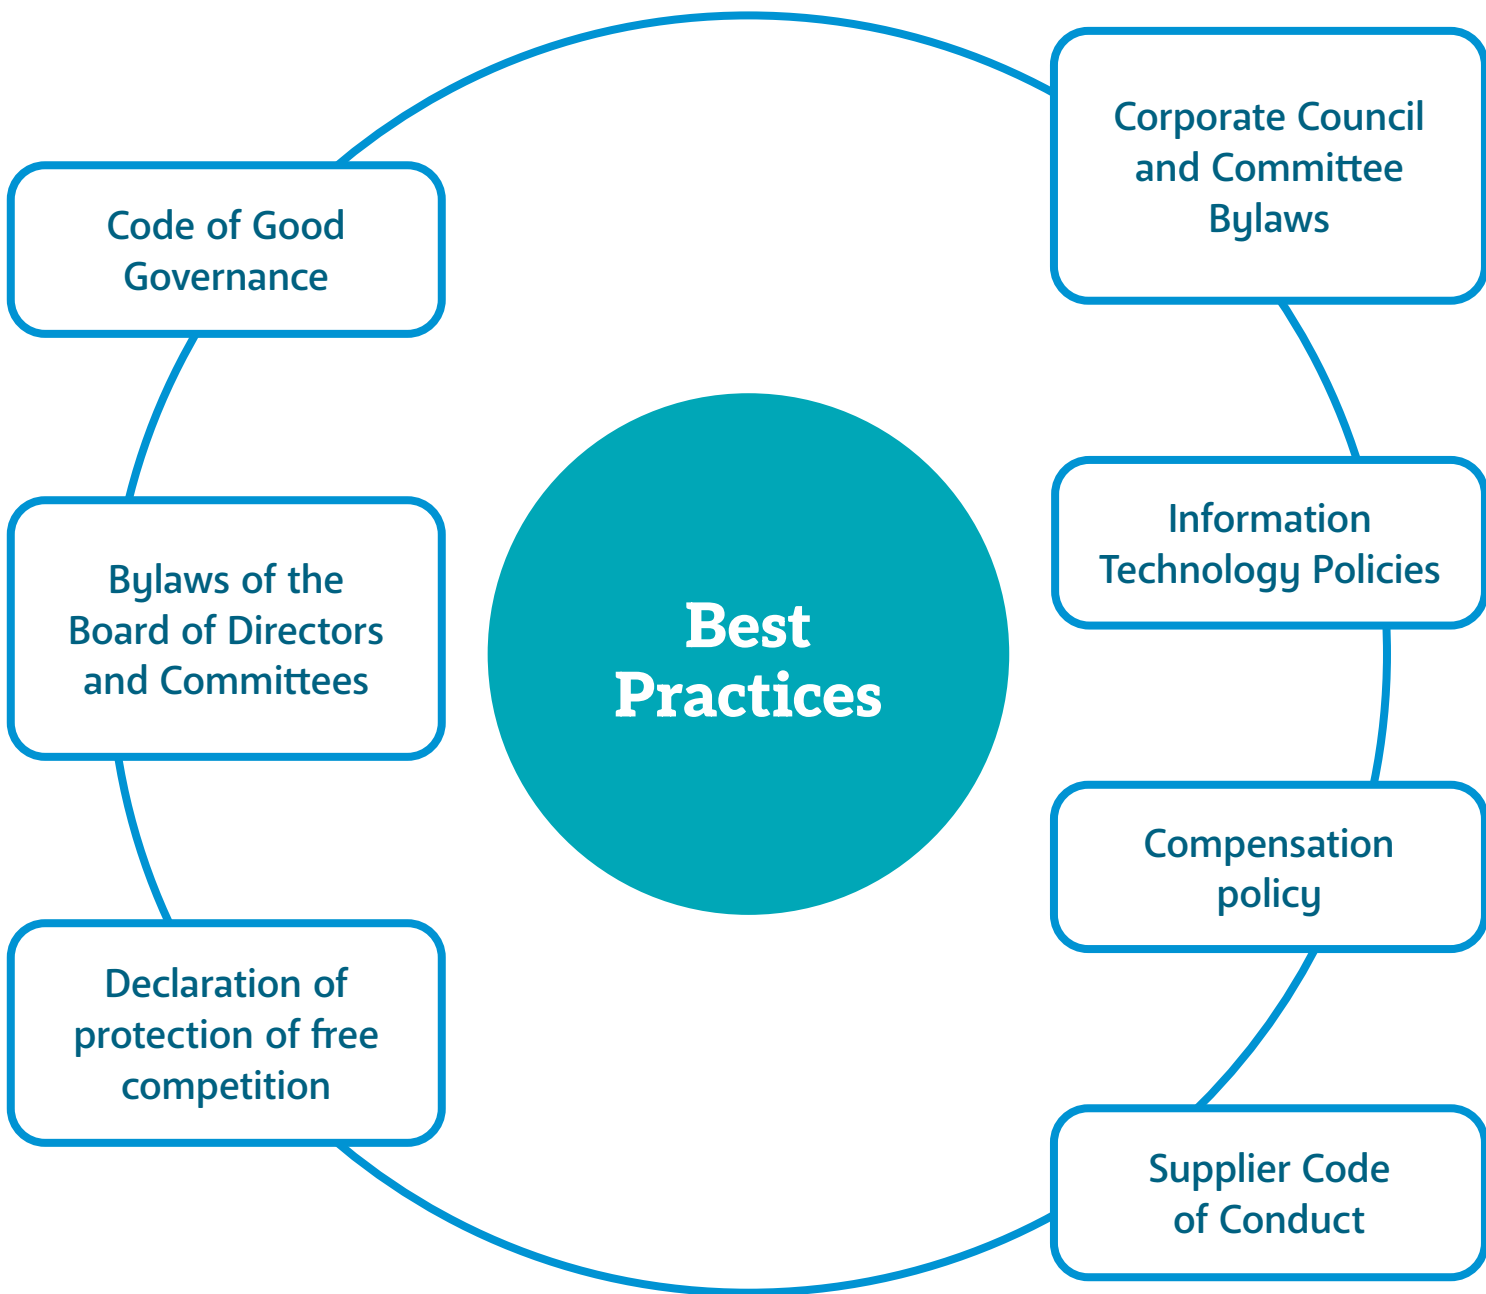 Code of Good
Governance
Bylaws of the
Board of Directors
and Committees
Declaration of
protection of free
competition
Best
Practices
Corporate Council
and Committee
Bylaws
Information
Technology Policies
Compensation
policy
Supplier Code
of Conduct